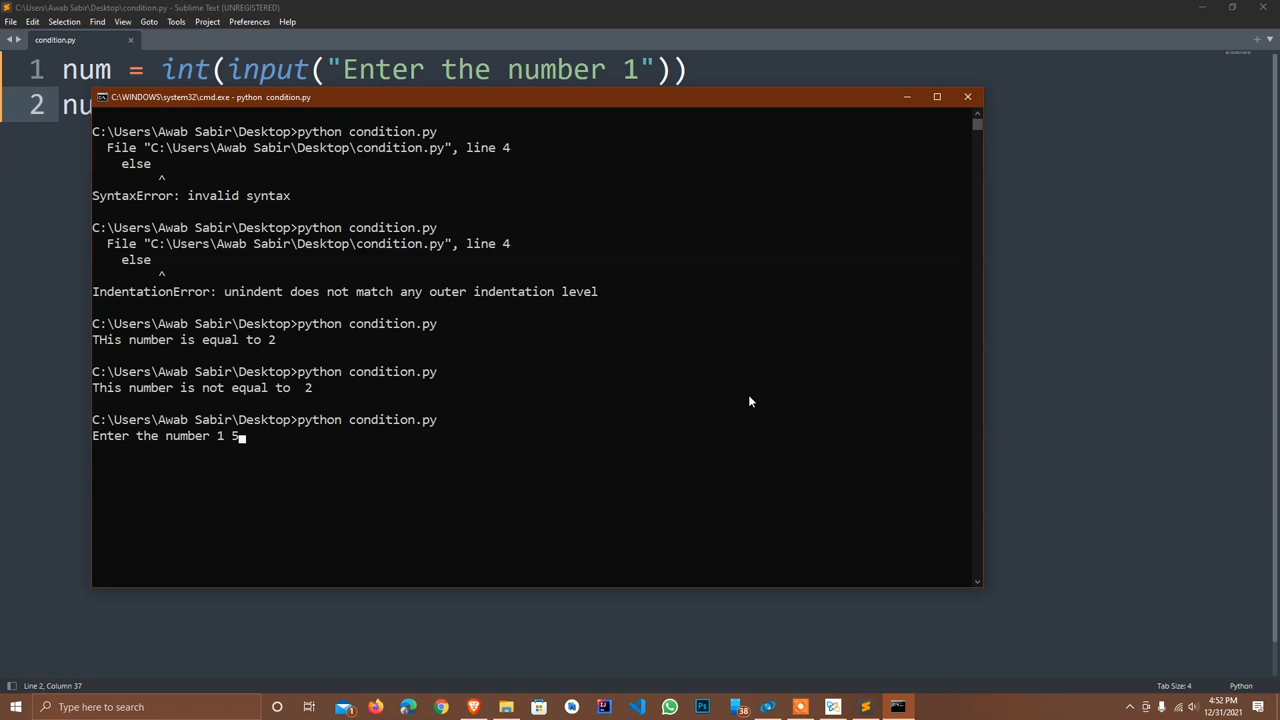 C:\Users\Awab Sabir\Desktop\condition.py - Sublime Text (UNREGISTERED)
File Edit Selection Find View Goto Tools Project Preferences Help
condition.py
1 num = int(input("Enter the number 1"))
2 nu
C:\WINDOWS\system32\cmd.exe - python condition.py
C:\Users\Awab Sabir\Desktop>python condition.py
File "C:\Users\Awab Sabir\Desktop\condition.py", line 4
else
^
SyntaxError: invalid syntax
C:\Users\Awab Sabir\Desktop>python condition.py
File "C:\Users\Awab Sabir\Desktop\condition.py", line 4
else
^
IndentationError: unindent does not match any outer indentation level
C:\Users\Awab Sabir\Desktop>python condition.py
THis number is equal to 2
C:\Users\Awab Sabir\Desktop>python condition.py
This number is not equal to  2
C:\Users\Awab Sabir\Desktop>python condition.py
Enter the number 1 5
Line 2, Column 37
Tab Size: 4
Python
Type here to search
1
Ps
38
4:52 PM
12/31/2021